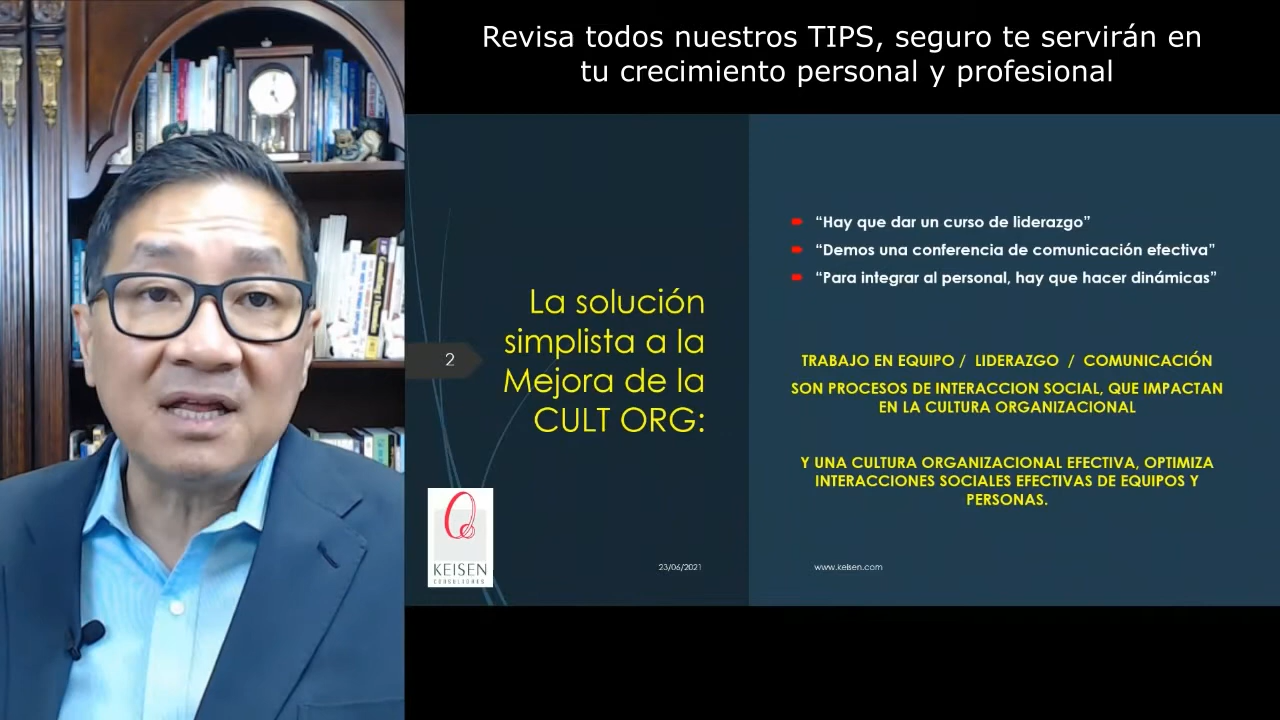 Revisa todos nuestros TIPS, seguro te servirán en
tu crecimiento personal y profesional
La solución
simplista a la
Mejora de la
CULT ORG:
2
“Hay que dar un curso de liderazgo”
“Demos una conferencia de comunicación efectiva”
“Para integrar al personal, hay que hacer dinámicas”
TRABAJO EN EQUIPO / LIDERAZGO / COMUNICACIÓN
SON PROCESOS DE INTERACCION SOCIAL, QUE IMPACTAN
EN LA CULTURA ORGANIZACIONAL
Y UNA CULTURA ORGANIZACIONAL EFECTIVA, OPTIMIZA
INTERACCIONES SOCIALES EFECTIVAS DE EQUIPOS Y
PERSONAS.
KEISEN
CONSULTORES
23/06/2021
www.keisen.com